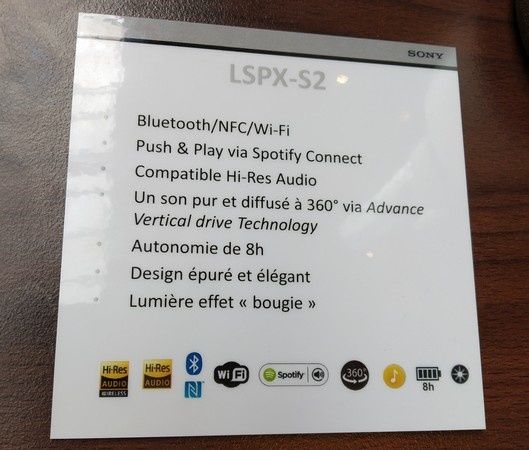 SONY
LSPX-S2
Bluetooth/NFC/Wi-Fi
Push & Play via Spotify Connect
Compatible Hi-Res Audio
Un son pur et diffusé à 360° via Advance
Vertical drive Technology
Autonomie de 8h
Design épuré et élégant
Lumière effet « bougie »
Hi-Res
AUDIO
WIRELESS
Hi-Res
AUDIO
Wi Fi
Spotify
360°
8h